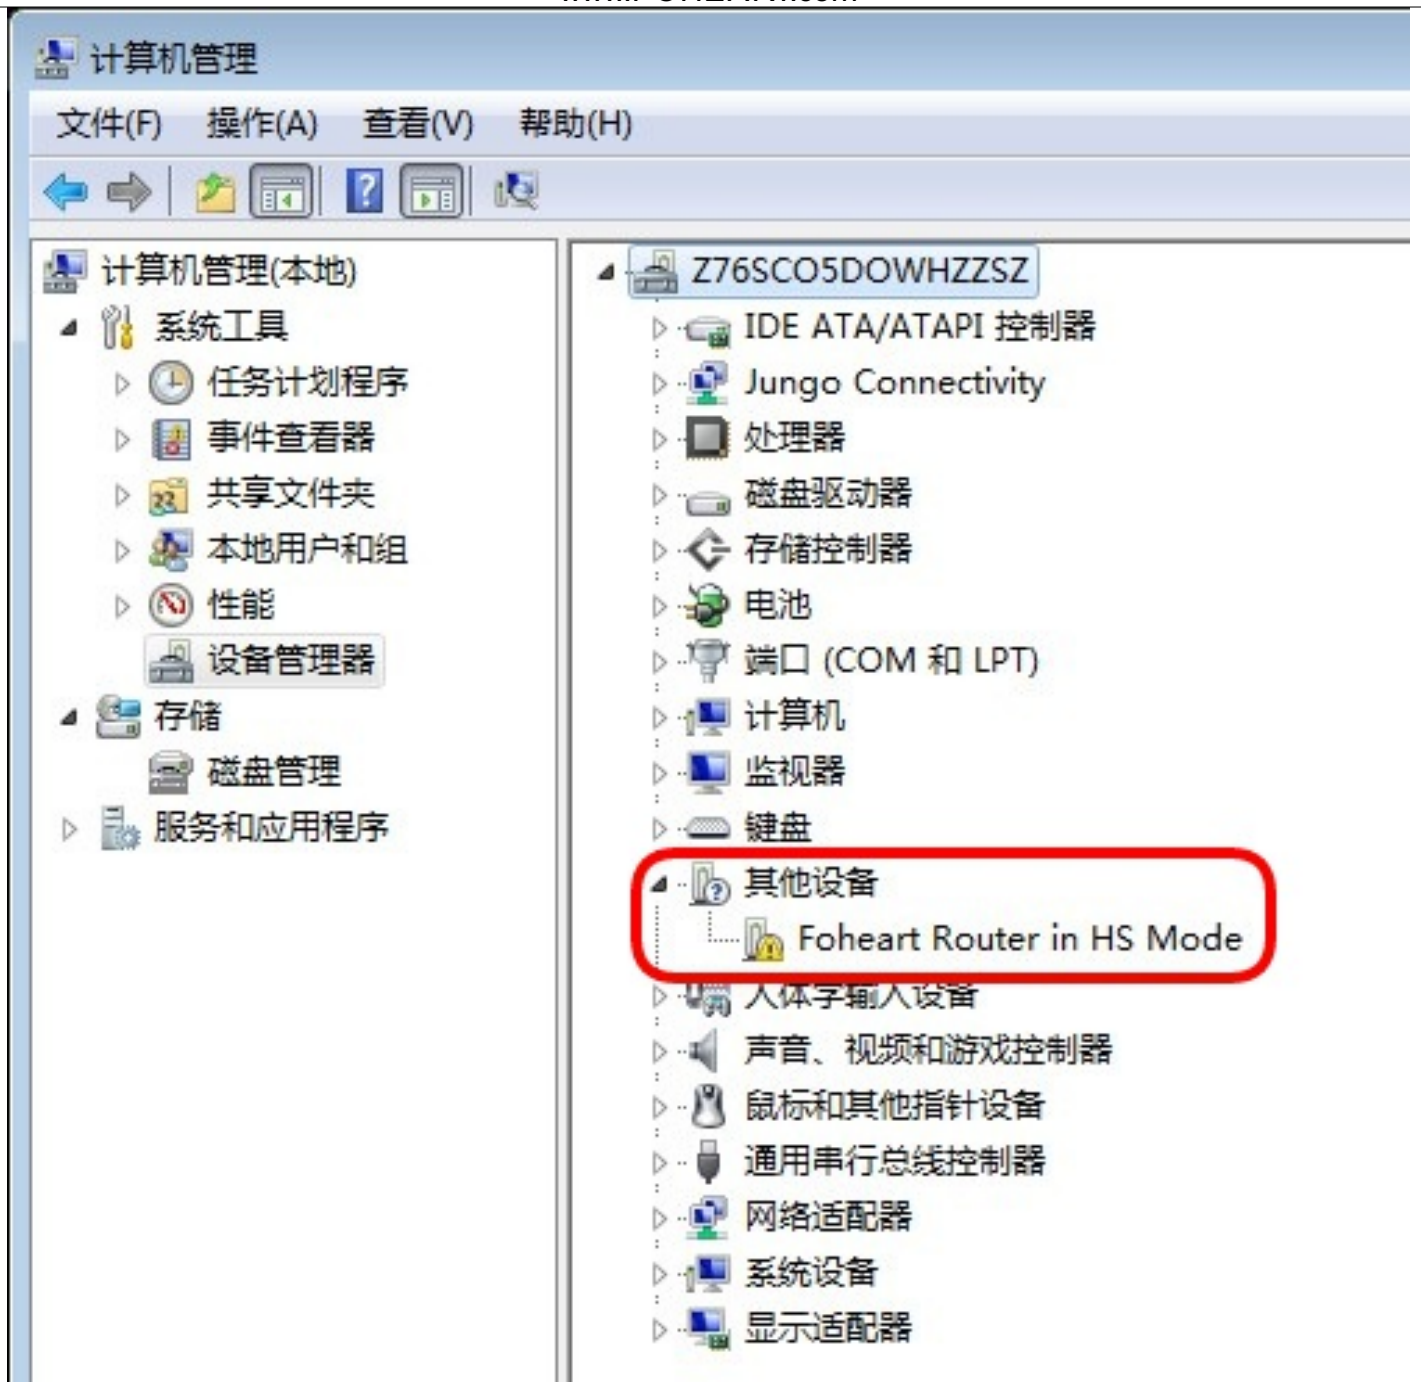 计算机管理
文件(F) 操作(A) 查看(V) 帮助(H)
计算机管理(本地)
系统工具
任务计划程序
事件查看器
共享文件夹
本地用户和组
性能
设备管理器
存储
磁盘管理
服务和应用程序
Z76SCO5DOWHZZSZ
IDE ATA/ATAPI 控制器
Jungo Connectivity
处理器
磁盘驱动器
存储控制器
电池
端口 (COM 和 LPT)
计算机
监视器
键盘
其他设备
Foheart Router in HS Mode
人体学输入设备
声音、视频和游戏控制器
鼠标和其他指针设备
通用串行总线控制器
网络适配器
系统设备
显示适配器